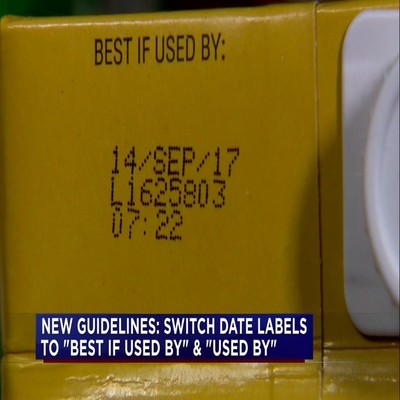 BEST IF USED BY:
14/SEP/17
L1625803
07:22
NEW GUIDELINES: SWITCH DATE LABELS
TO "BEST IF USED BY" & "USED BY"